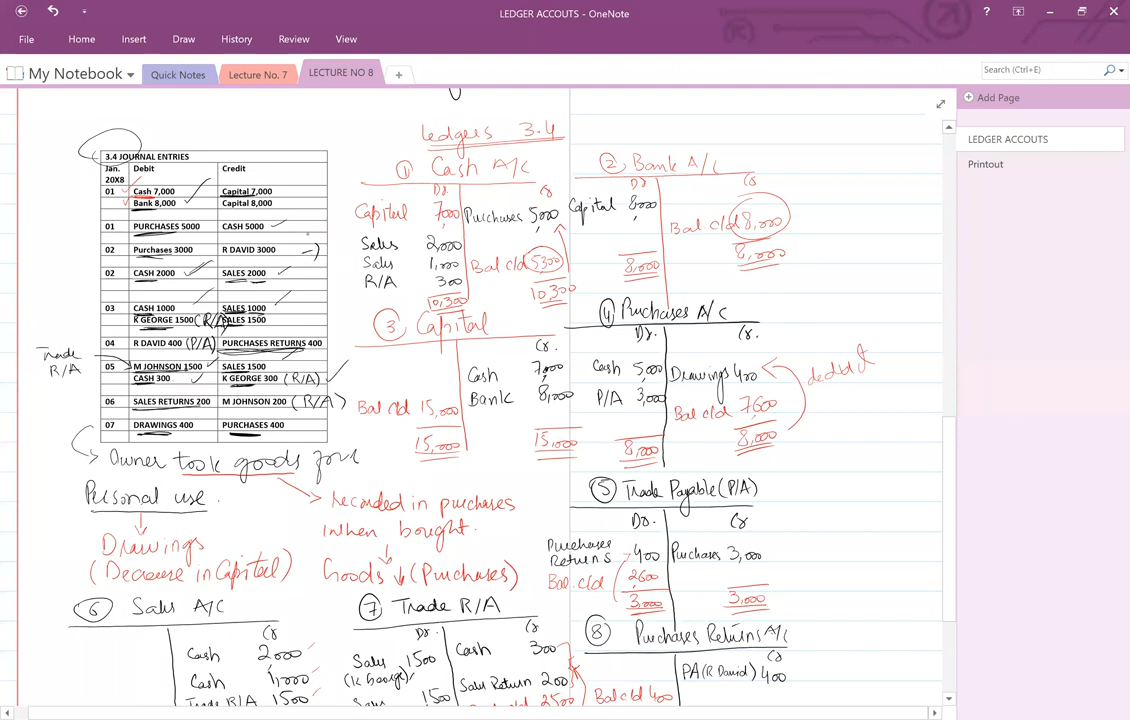 LEDGER ACCOUTS - OneNote
?
File Home Insert Draw History Review View
My Notebook Quick Notes Lecture No. 7 LECTURE NO 8 + Search (Ctrl+E)
Add Page
LEDGER ACCOUTS
Printout
ledgers 3.4
3.4 JOURNAL ENTRIES
Jan. 20X8 Debit Credit
01 Cash 7,000 Capital 7,000
Bank 8,000 Capital 8,000
01 PURCHASES 5000 CASH 5000
02 Purchases 3000 R DAVID 3000
02 CASH 2000 SALES 2000
03 CASH 1000 SALES 1000
K GEORGE 1500 (R/A) SALES 1500
04 R DAVID 400 (P/A) PURCHASES RETURNS 400
05 M JOHNSON 1500 SALES 1500
CASH 300 K GEORGE 300 (R/A)
06 SALES RETURNS 200 M JOHNSON 200 (R/A)
07 DRAWINGS 400 PURCHASES 400
Trade
R/A
Owner took goods for
Personal use.
Drawings
(Decrease in Capital)
recorded in purchases
when bought.
Goods ↓ (Purchases)
1 Cash A/C
Dr. Cr
Capital 7000 Purchases 5000
Sales 2,000
Sales 1,000 Bal c/d 5300
R/A 300
10,300 10,300
2 Bank A/C
Dr Cr
Capital 8000
Bal. c/d 8,000
8,000 8,000
3 Capital
Cr.
Cash 7,000
Bank 8,000
Bal c/d 15,000
15,000 15,000
4 Purchases A/C
Dr. Cr.
Cash 5,000 Drawings 400
P/A 3,000
Bal c/d 7600
8,000 8,000
5 Trade Payable (P/A)
Dr. Cr
Purchases
Returns 400 Purchases 3,000
Bal. c/d 2600
3,000 3,000
6 Sales A/C
Cr
Cash 2000
Cash 1,000
Trade R/A 1500
7 Trade R/A
Dr. Cr
Sales 1500 Cash 300
(K George)
Sales Return 200
1500 2500
8 Purchases Returns A/C
Cr
PA (R David) 400
Bal c/d 400